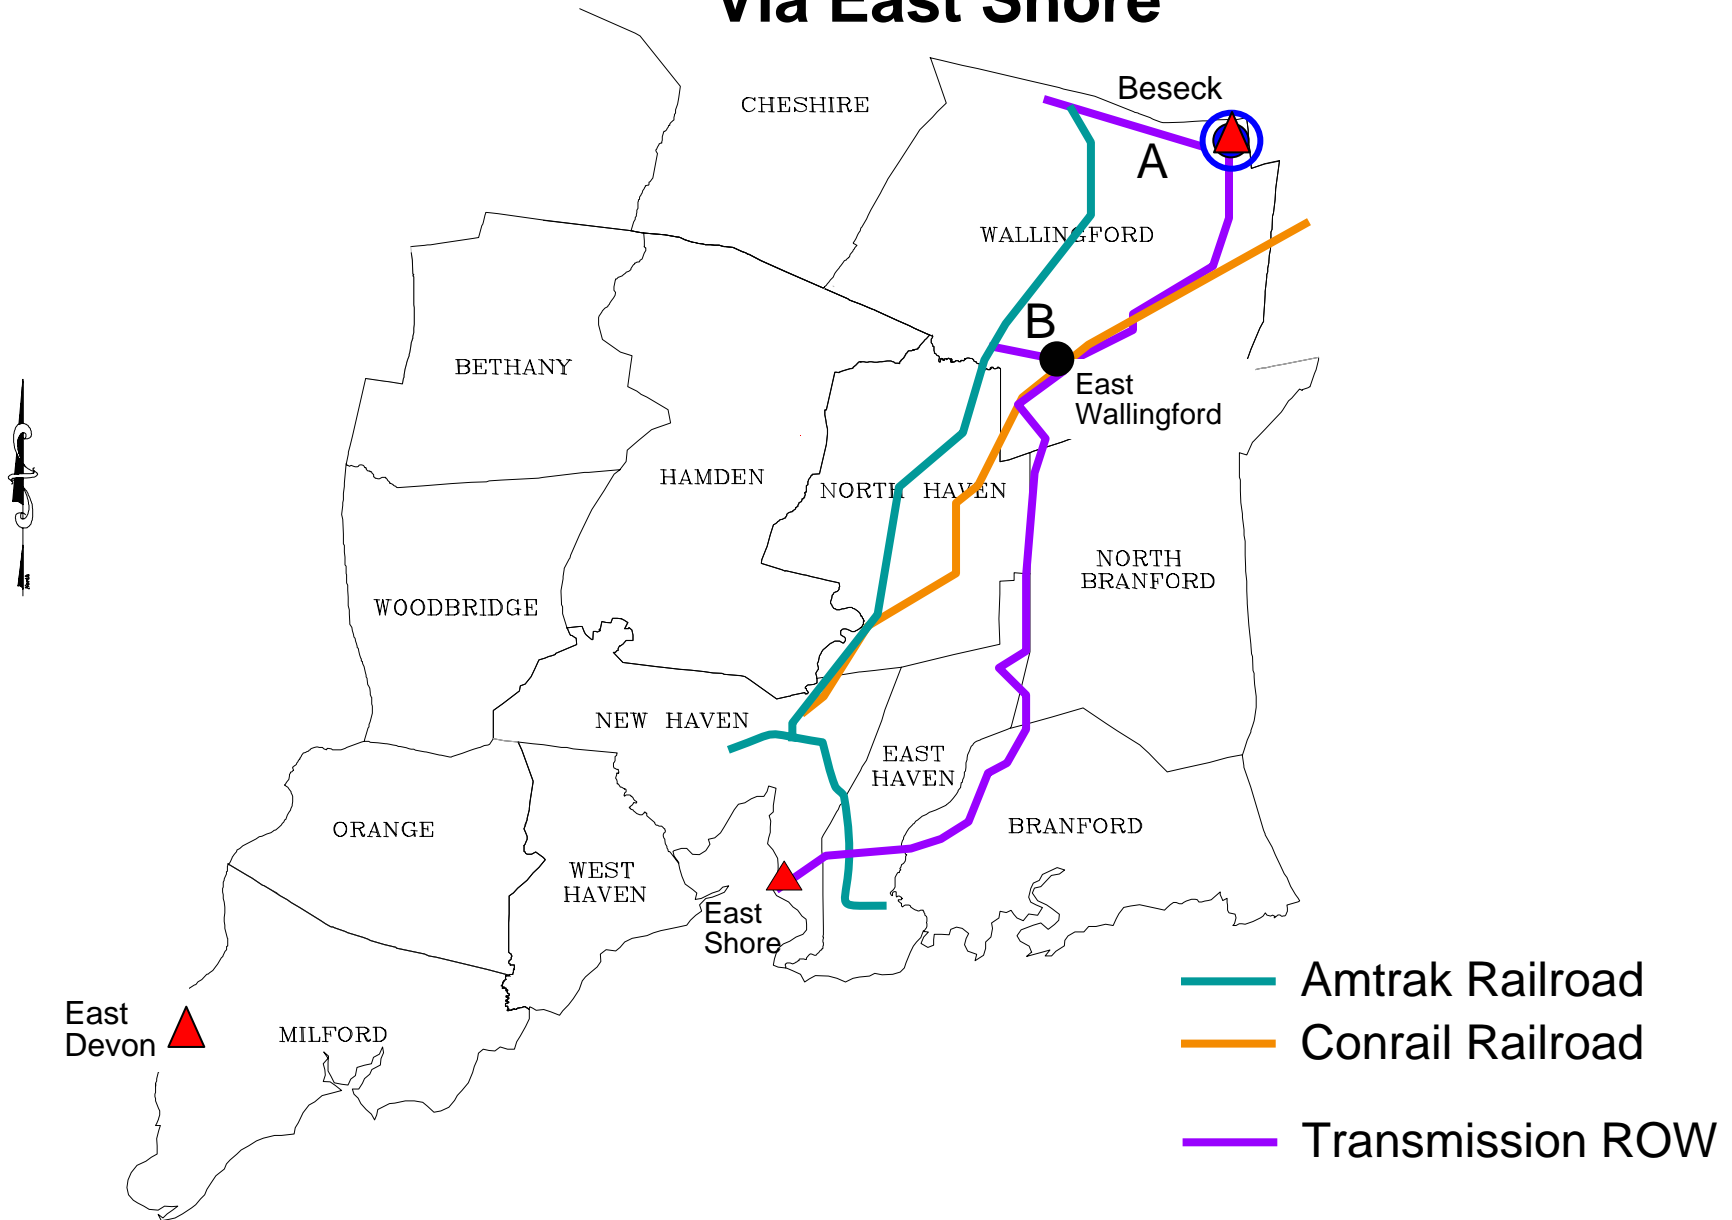 Via East Shore
Beseck
CHESHIRE
A
WALLINGFORD
B
BETHANY
East
Wallingford
HAMDEN
NORTH HAVEN
NORTH
BRANFORD
WOODBRIDGE
NEW HAVEN
EAST
HAVEN
ORANGE
BRANFORD
WEST
HAVEN
East
Shore
Amtrak Railroad
East
Devon
MILFORD
Conrail Railroad
Transmission ROW